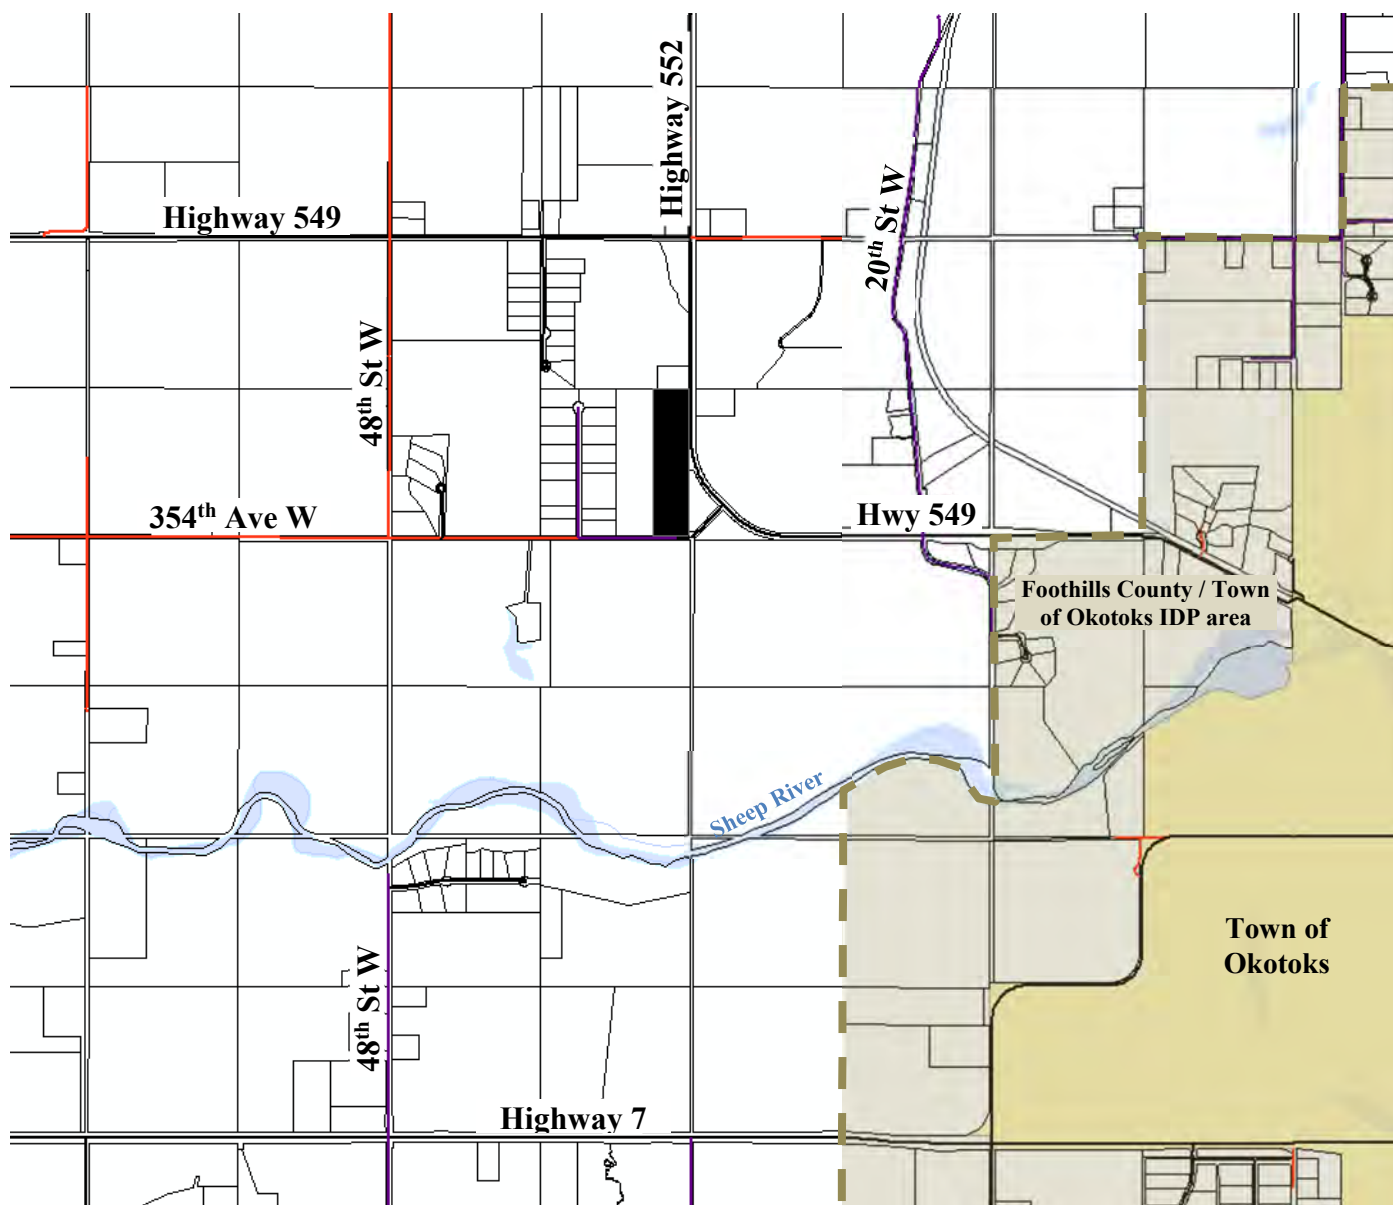 Highway 552
Highway 549
20th St W
48th St W
354th Ave W
Hwy 549
Foothills County / Town
of Okotoks IDP area
Sheep River
Town of
Okotoks
48th St W
Highway 7